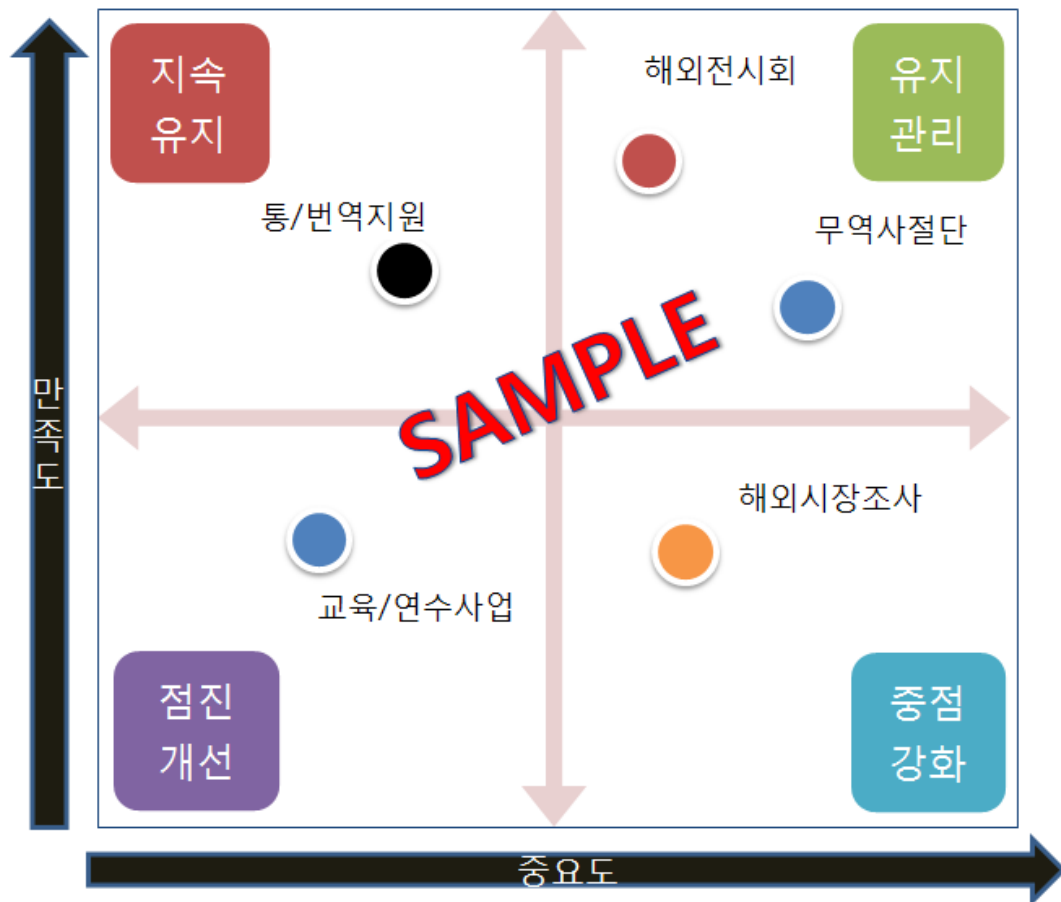 지속
유지
해외전시회
유지
관리
통/번역지원
무역사절단
SAMPLE
만족도
해외시장조사
교육/연수사업
점진
개선
중점
강화
중요도